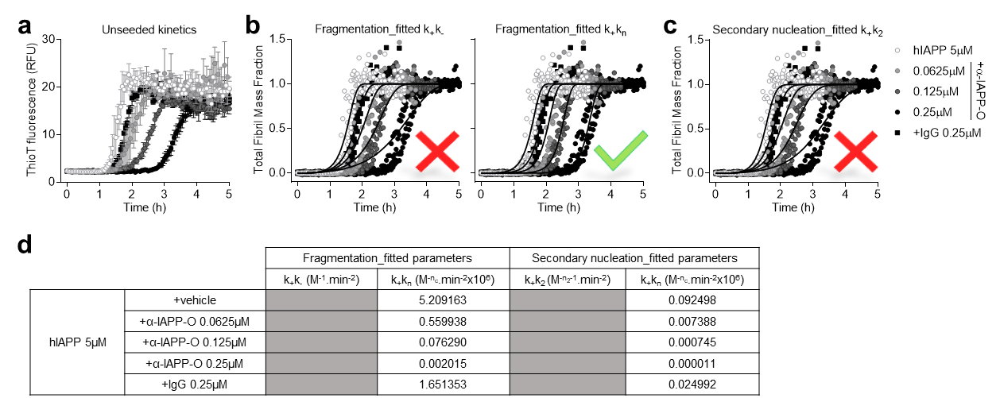 a
Unseeded kinetics
ThioT fluorescence (RFU)
30
20
10
0
0 1 2 3 4 5
Time (h)
b
Fragmentation_fitted k₊k₋
Total Fibril Mass Fraction
1.5
1.0
0.5
0.0
0 1 2 3 4 5
Time (h)
Fragmentation_fitted k₊kₙ
0 1 2 3 4 5
Time (h)
c
Secondary nucleation_fitted k₊k₂
Total Fibril Mass Fraction
1.5
1.0
0.5
0.0
0 1 2 3 4 5
Time (h)
hIAPP 5μM
0.0625μM
0.125μM
0.25μM
+IgG 0.25μM
+α-IAPP-O
d
Fragmentation_fitted parameters Secondary nucleation_fitted parameters
k₊k₋ (M⁻¹.min⁻²) k₊kₙ (M⁻ⁿc.min⁻²x10⁶) k₊k₂ (M⁻ⁿ²⁻¹.min⁻²) k₊kₙ (M⁻ⁿc.min⁻²x10⁶)
hIAPP 5μM
+vehicle 5.209163 0.092498
+α-IAPP-O 0.0625μM 0.559938 0.007388
+α-IAPP-O 0.125μM 0.076290 0.000745
+α-IAPP-O 0.25μM 0.002015 0.000011
+IgG 0.25μM 1.651353 0.024992